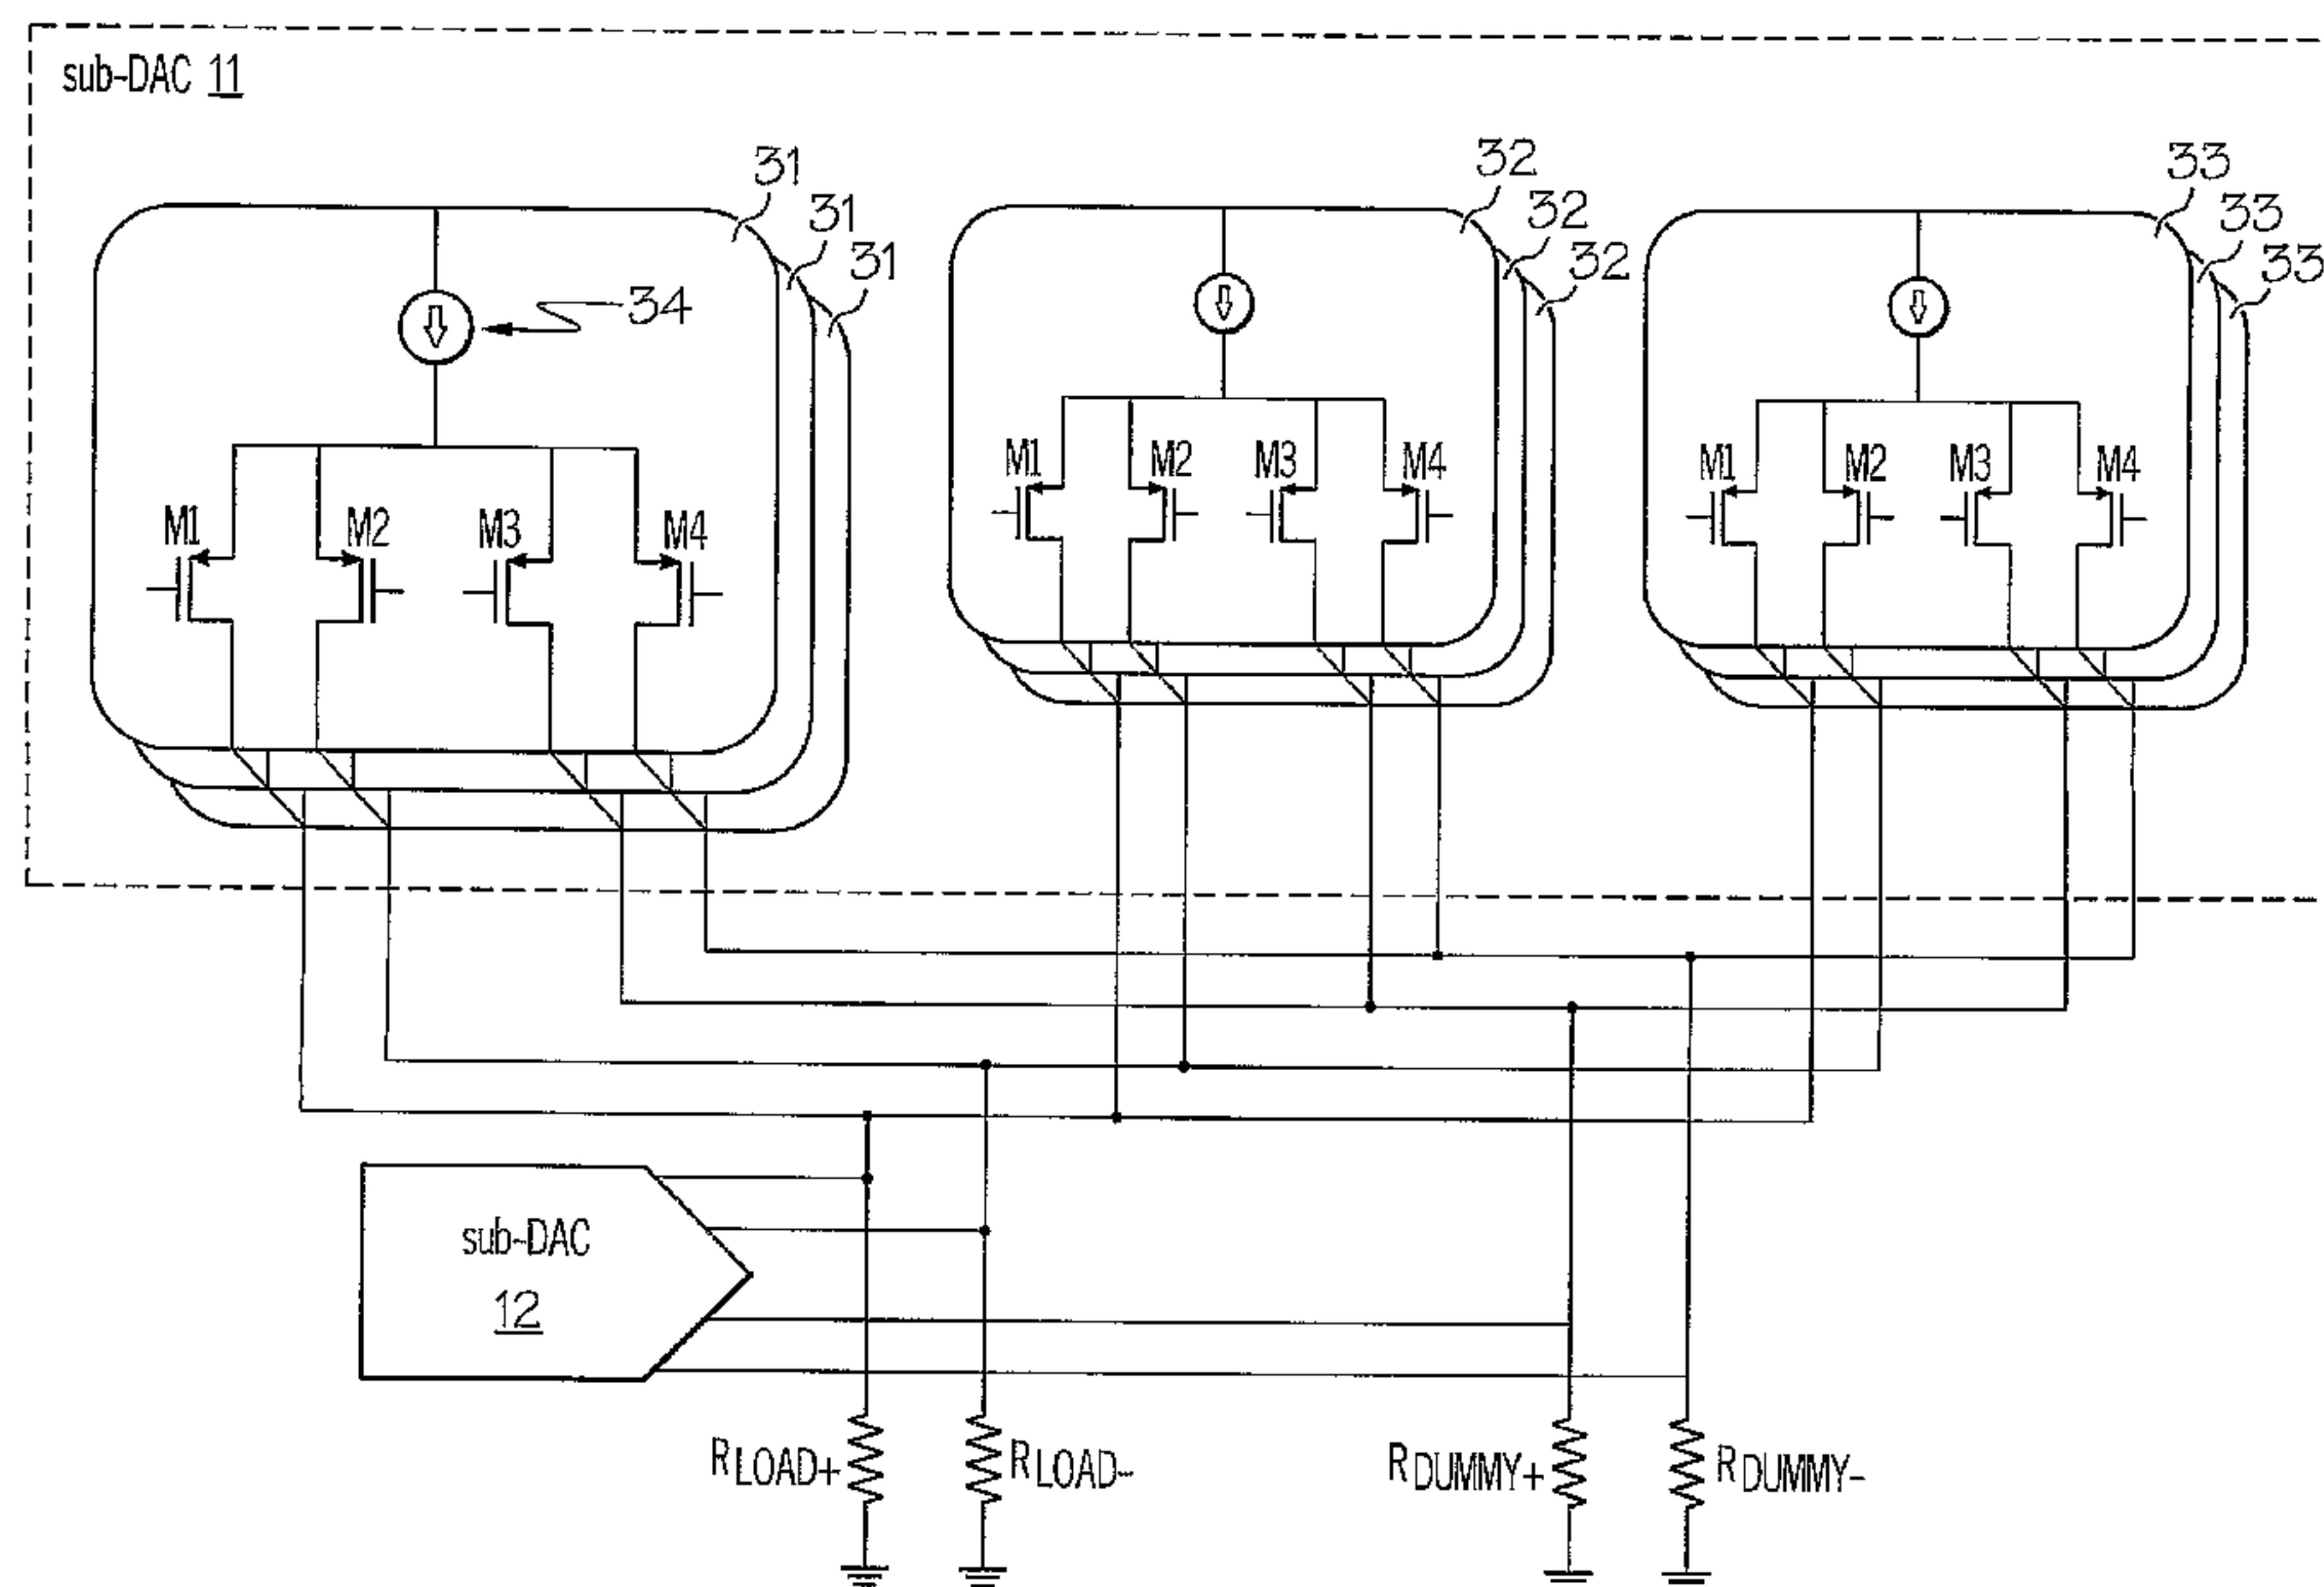 sub-DAC 11
31
31
31
32
32
32
33
33
33
34
M1
M2
M3
M4
M1
M2
M3
M4
M1
M2
M3
M4
sub-DAC
12
RLOAD+
RLOAD-
RDUMMY+
RDUMMY-